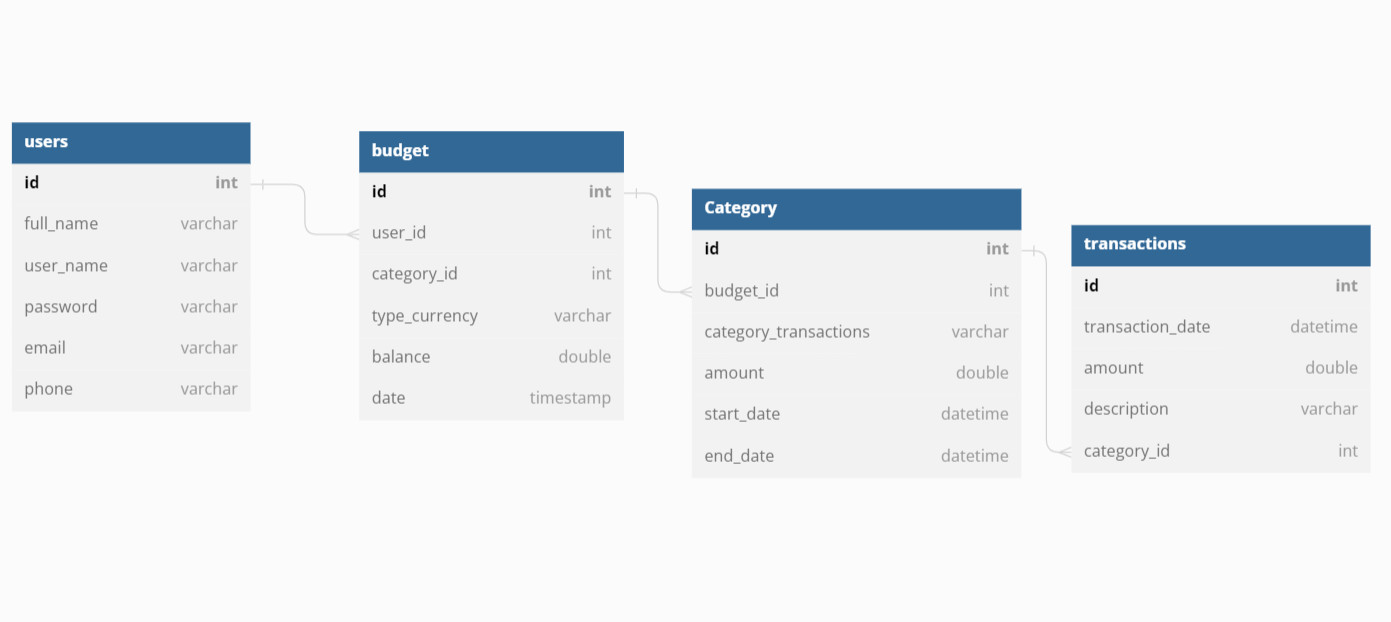 users
id int
full_name varchar
user_name varchar
password varchar
email varchar
phone varchar
budget
id int
user_id int
category_id int
type_currency varchar
balance double
date timestamp
Category
id int
budget_id int
category_transactions varchar
amount double
start_date datetime
end_date datetime
transactions
id int
transaction_date datetime
amount double
description varchar
category_id int